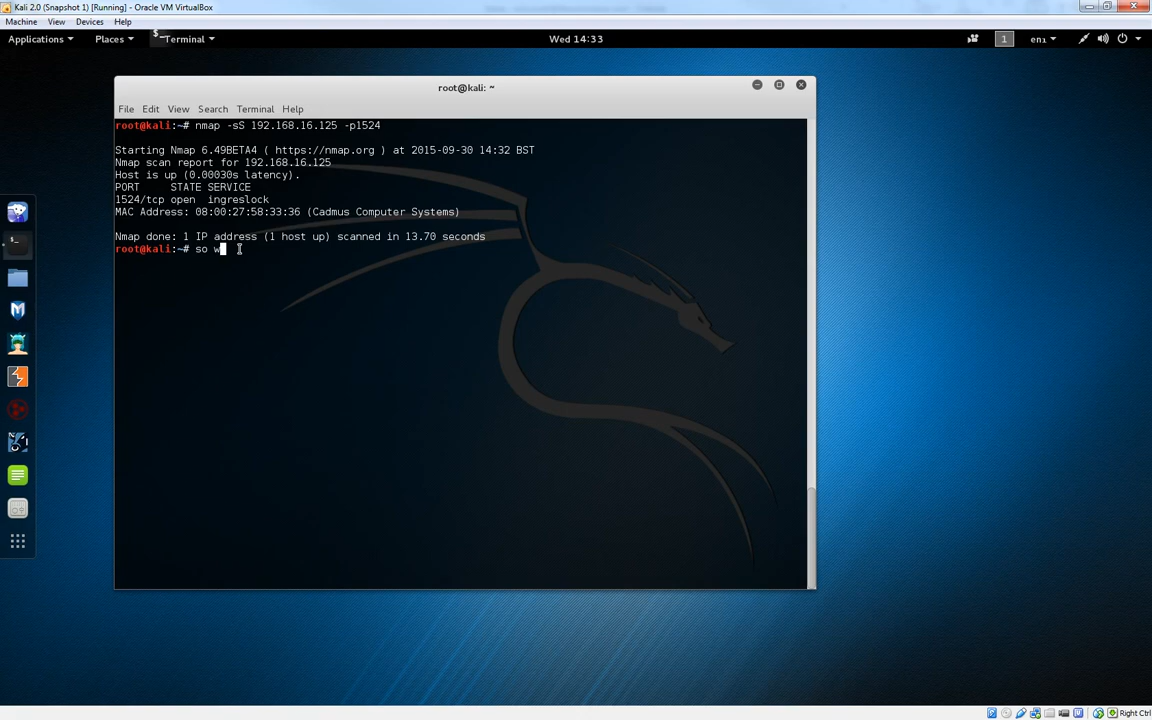 Kali 2.0 (Snapshot 1) [Running] - Oracle VM VirtualBox
Machine View Devices Help
Applications Places Terminal Wed 14:33 1 en1
root@kali: ~
File Edit View Search Terminal Help
root@kali:~# nmap -sS 192.168.16.125 -p1524
Starting Nmap 6.49BETA4 ( https://nmap.org ) at 2015-09-30 14:32 BST
Nmap scan report for 192.168.16.125
Host is up (0.00030s latency).
PORT     STATE SERVICE
1524/tcp open  ingreslock
MAC Address: 08:00:27:58:33:36 (Cadmus Computer Systems)
Nmap done: 1 IP address (1 host up) scanned in 13.70 seconds
root@kali:~# so w
Right Ctrl